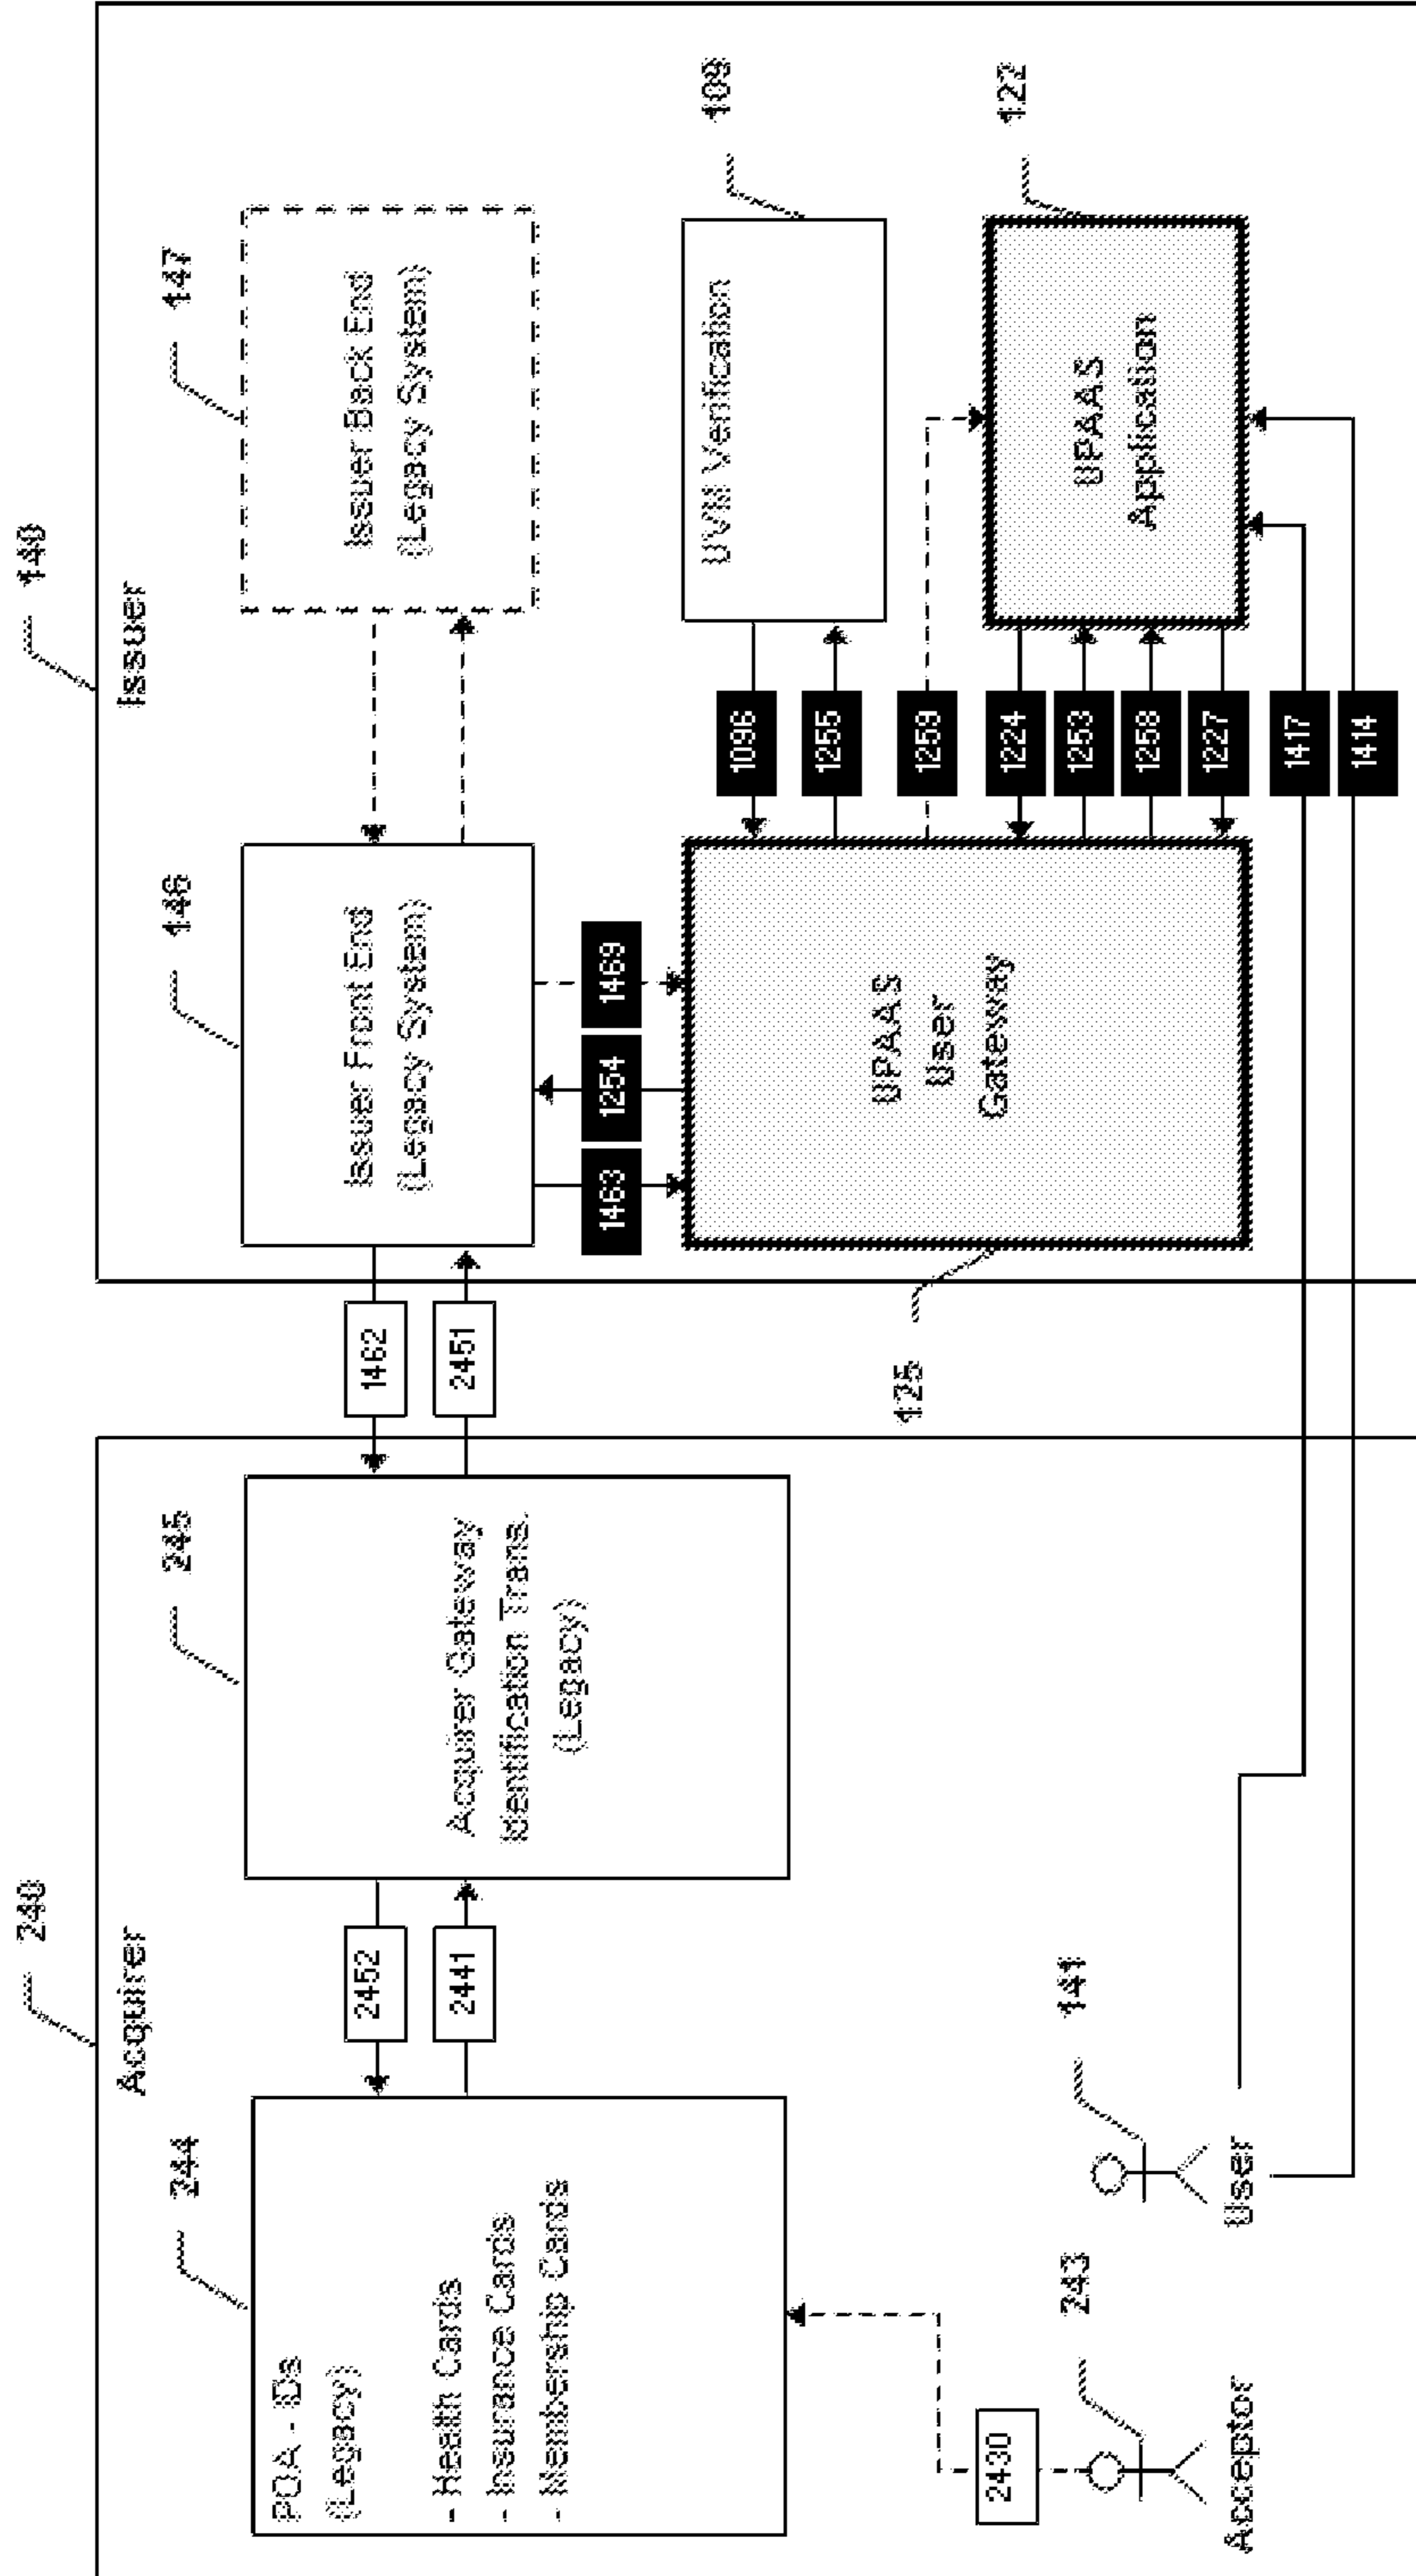 240
Acquirer
244
POA - IDs
(Legacy)
- Health Cards
- Insurance Cards
- Membership Cards
2452
2441
245
Acquirer Gateway
Identification Trans.
(Legacy)
2430
243
Acceptor
141
User
1462
2451
140
Issuer
146
Issuer Front End
(Legacy System)
147
Issuer Back End
(Legacy System)
1463
1254
1469
125
UPAAS
User
Gateway
1096
1255
1259
1224
1253
1258
1227
1417
1414
109
UVM Verification
122
UPAAS
Application